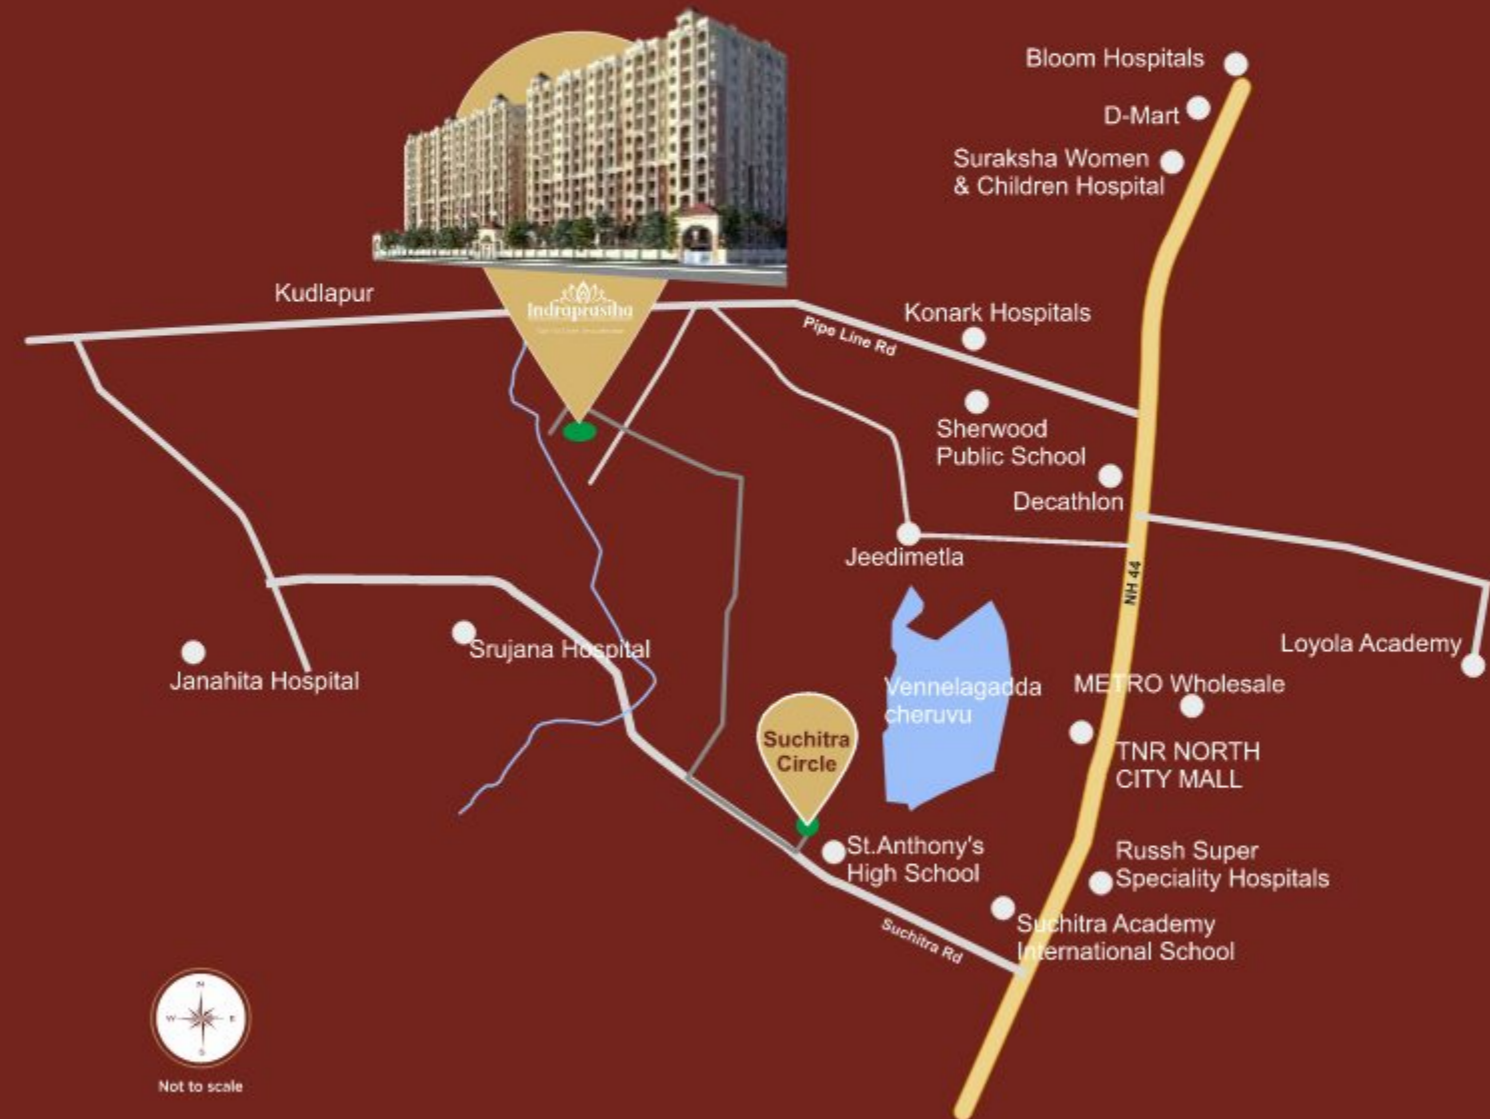 Bloom Hospitals
D-Mart
Suraksha Women
& Children Hospital
Kudlapur
Indraprastha
Konark Hospitals
Pipe Line Rd
Sherwood
Public School
Decathlon
Jeedimetla
NH 44
Loyola Academy
Srujana Hospital
Janahita Hospital
Vennelagadda
cheruvu
METRO Wholesale
Suchitra
Circle
TNR NORTH
CITY MALL
St.Anthony's
High School
Russh Super
Speciality Hospitals
Suchitra Rd
Suchitra Academy
International School
N
W E
S
Not to scale